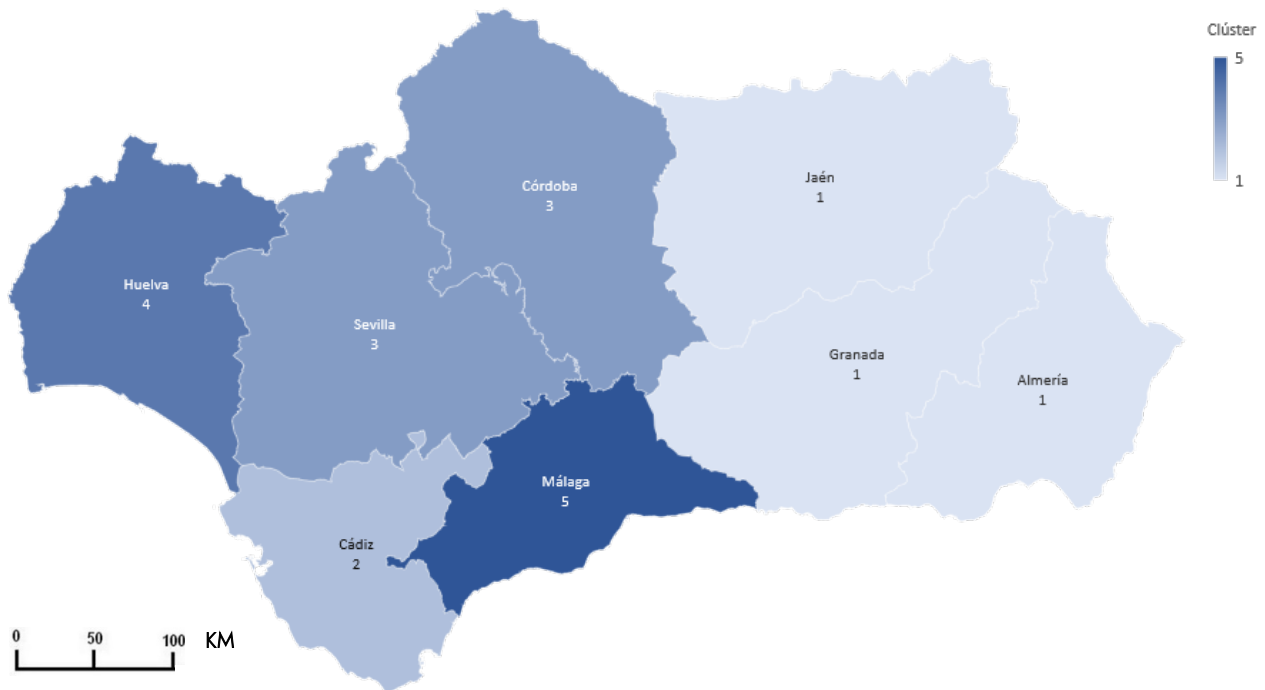 Clúster
5
1
Jaén
1
Córdoba
3
Huelva
4
Sevilla
3
Granada
1
Almería
1
Málaga
5
Cádiz
2
0 50 100 KM